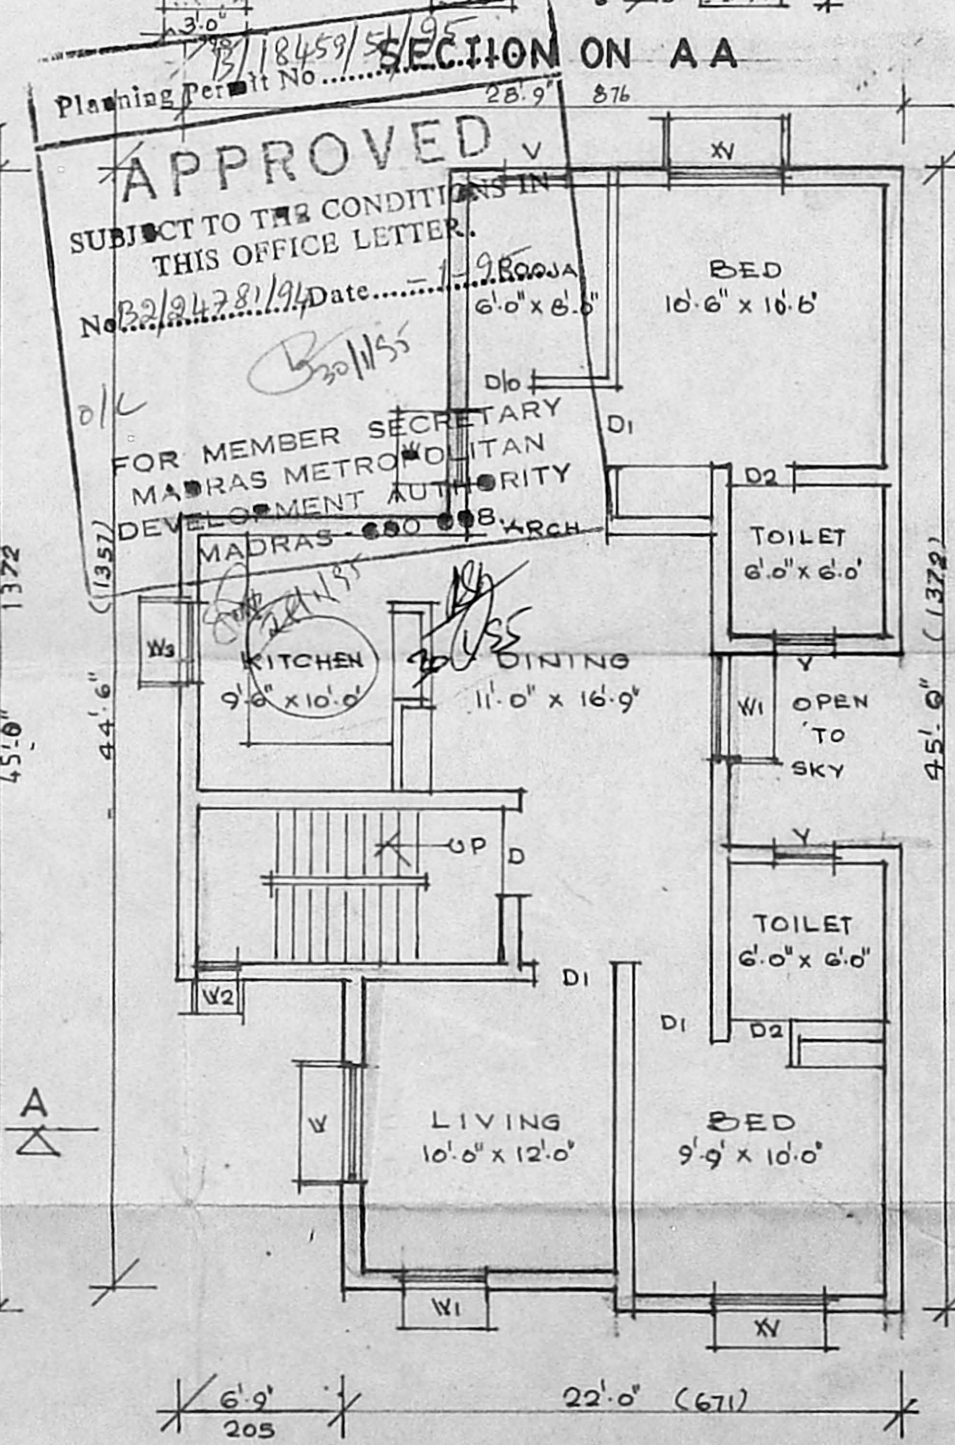 3'.0"
SECTION ON AA
B/18459/51/95
Planning Permit No
28'.9" 876
APPROVED
SUBJECT TO THE CONDITIONS IN
THIS OFFICE LETTER.
No B2/24781/94 Date -1-95
30/1/95
O/C
FOR MEMBER SECRETARY
MADRAS METROPOLITAN
DEVELOPMENT AUTHORITY
MADRAS - 600 008.
V
W
POOJA
6'.0" x 8'.6"
BED
10'.6" x 10'.6"
D/O
D1
W
D2
ARCH
TOILET
6'.0" x 6'.0"
V
1372
45'.0"
(1357)
44'.6"
45'.0" (1372)
W3
KITCHEN
9'.6" x 10'.0"
DINING
11'.0" x 16'.9"
W1
OPEN
TO
SKY
V
UP
D
TOILET
6'.0" x 6'.0"
W2
D1
D1
D2
A
W
LIVING
10'.0" x 12'.0"
BED
9'.9" x 10'.0"
W1
W
6'.9"
205
22'.0" (671)